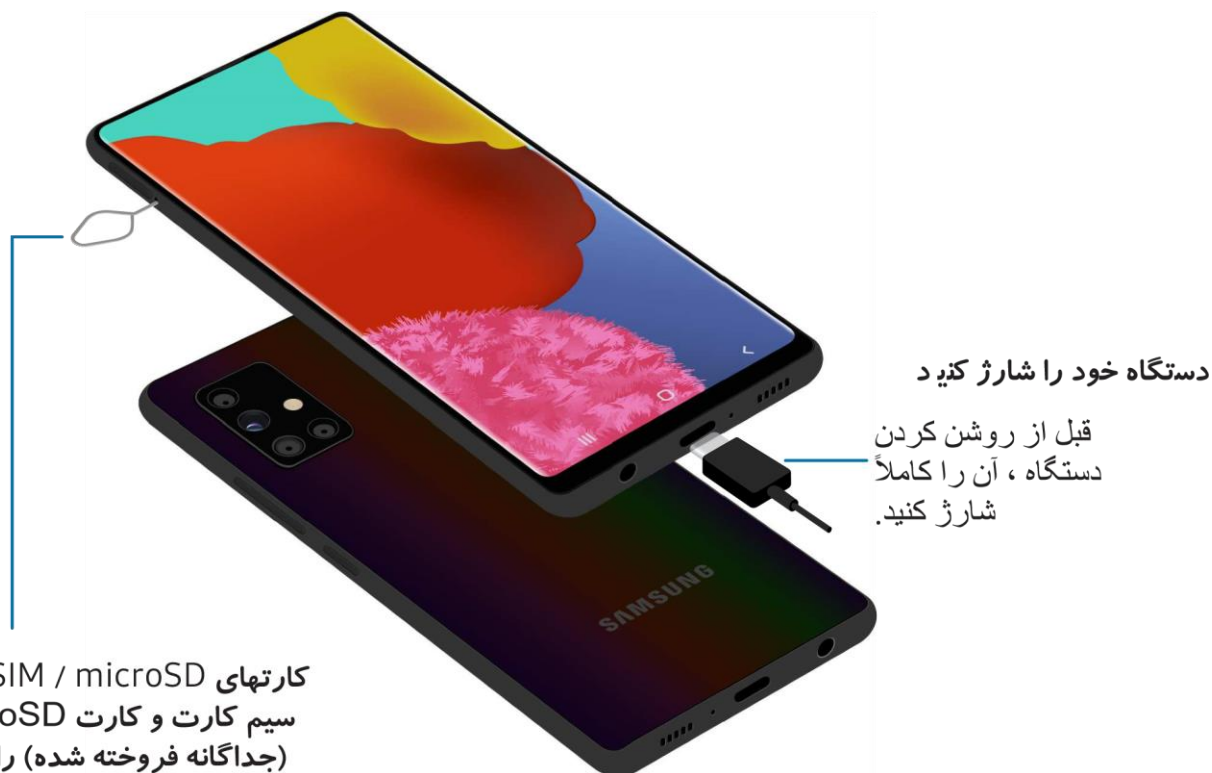 دستگاه خود را شارژ کنید
قبل از روشن کردن
دستگاه ، آن را کاملاً
شارژ کنید.
SAMSUNG
کارتهای SIM / microSD
سیم کارت و کارت oSD
(جداگانه فروخته شده) را